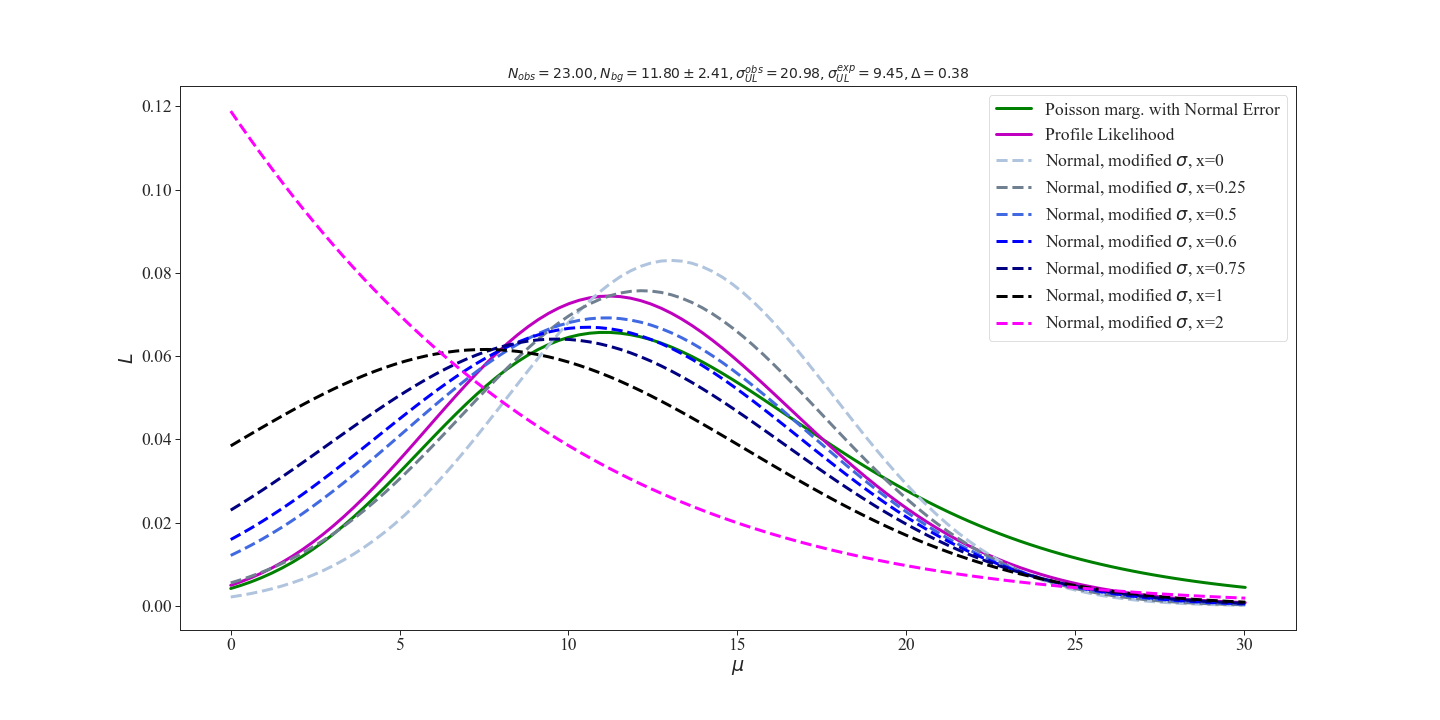 N_obs = 23.00, N_bg = 11.80 ± 2.41, σ_UL^obs = 20.98, σ_UL^exp = 9.45, Δ = 0.38
0.12
0.10
0.08
0.06
0.04
0.02
0.00
L
Poisson marg. with Normal Error
Profile Likelihood
Normal, modified σ, x=0
Normal, modified σ, x=0.25
Normal, modified σ, x=0.5
Normal, modified σ, x=0.6
Normal, modified σ, x=0.75
Normal, modified σ, x=1
Normal, modified σ, x=2
0 5 10 15 20 25 30
μ